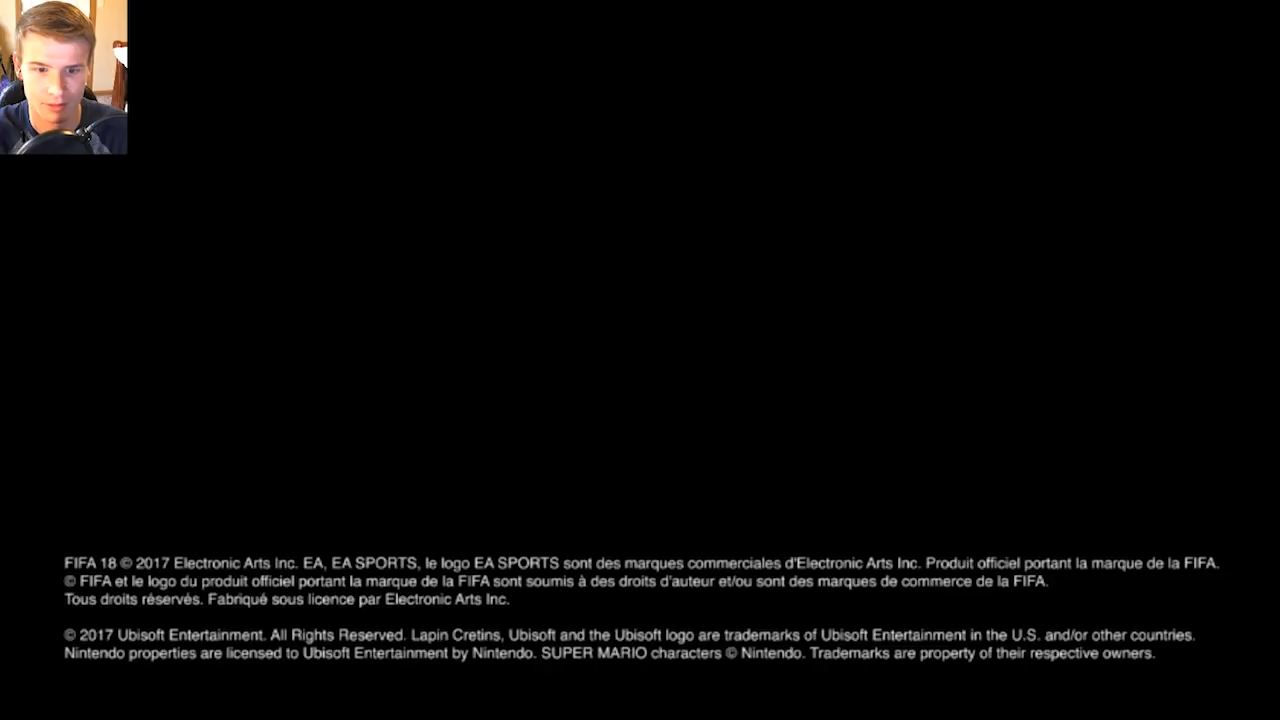 FIFA 18 © 2017 Electronic Arts Inc. EA, EA SPORTS, le logo EA SPORTS sont des marques commerciales d'Electronic Arts Inc. Produit officiel portant la marque de la FIFA.
© FIFA et le logo du produit officiel portant la marque de la FIFA sont soumis à des droits d'auteur et/ou sont des marques de commerce de la FIFA.
Tous droits réservés. Fabriqué sous licence par Electronic Arts Inc.
© 2017 Ubisoft Entertainment. All Rights Reserved. Lapin Cretins, Ubisoft and the Ubisoft logo are trademarks of Ubisoft Entertainment in the U.S. and/or other countries.
Nintendo properties are licensed to Ubisoft Entertainment by Nintendo. SUPER MARIO characters © Nintendo. Trademarks are property of their respective owners.